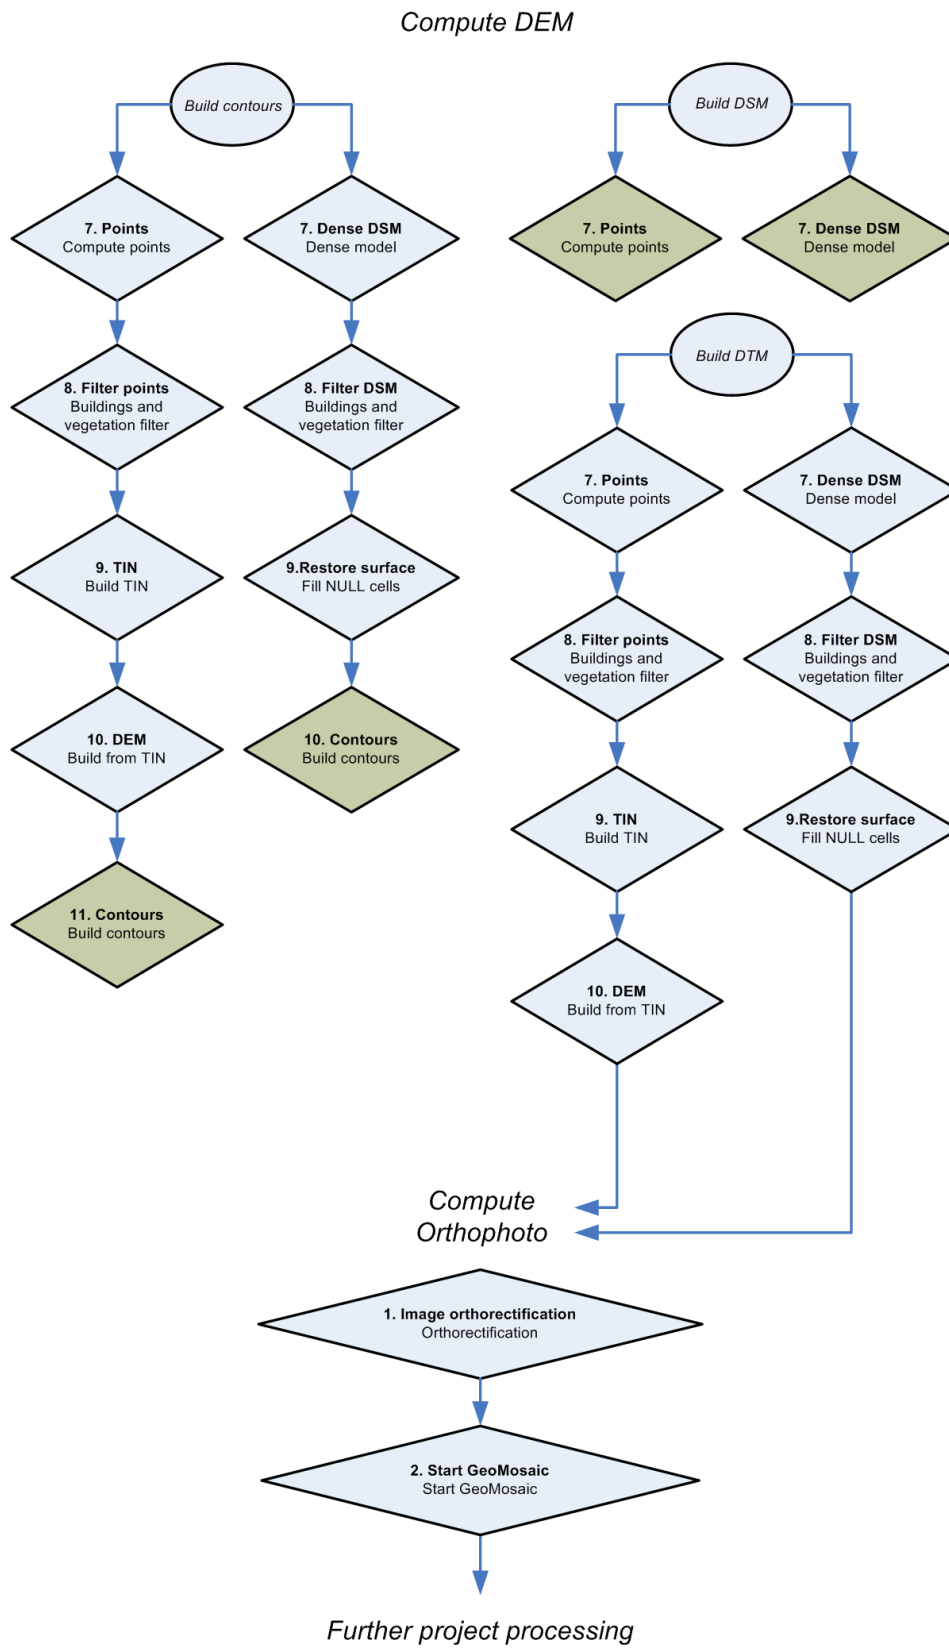 Compute DEM
Build contours
7. Points
Compute points
7. Dense DSM
Dense model
8. Filter points
Buildings and
vegetation filter
8. Filter DSM
Buildings and
vegetation filter
9. TIN
Build TIN
9.Restore surface
Fill NULL cells
10. DEM
Build from TIN
10. Contours
Build contours
11. Contours
Build contours
Build DSM
7. Points
Compute points
7. Dense DSM
Dense model
Build DTM
7. Points
Compute points
7. Dense DSM
Dense model
8. Filter points
Buildings and
vegetation filter
8. Filter DSM
Buildings and
vegetation filter
9. TIN
Build TIN
9.Restore surface
Fill NULL cells
10. DEM
Build from TIN
Compute
Orthophoto
1. Image orthorectification
Orthorectification
2. Start GeoMosaic
Start GeoMosaic
Further project processing